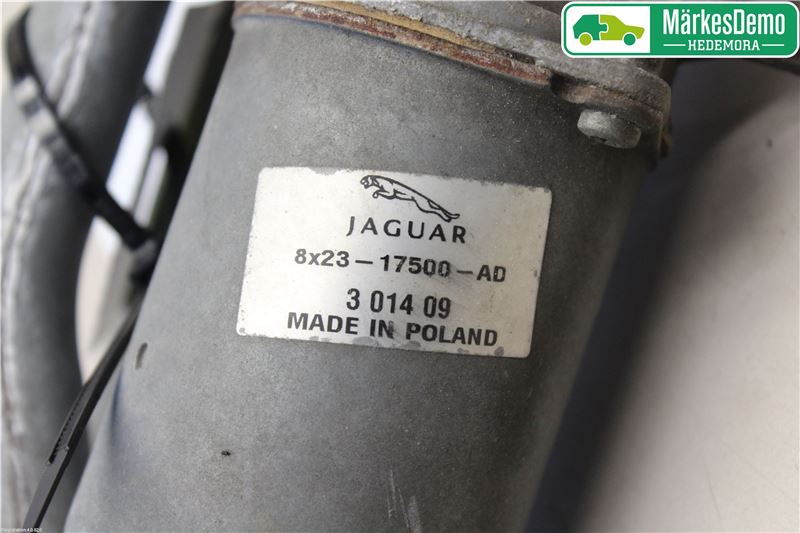 MärkesDemo
HEDEMORA
JAGUAR
8x23-17500-AD
3 014 09
MADE IN POLAND